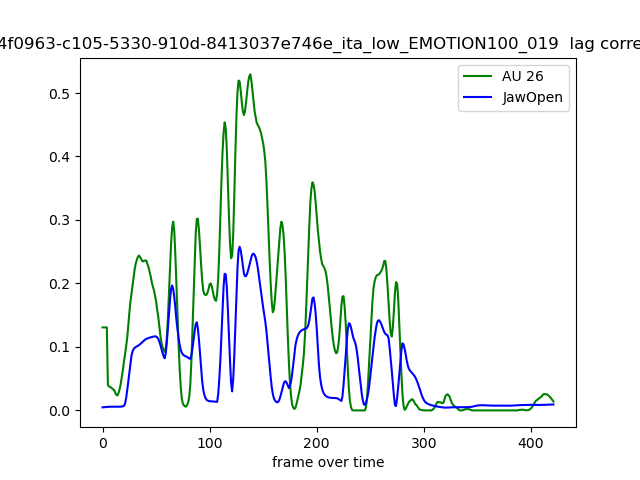 4f0963-c105-5330-910d-8413037e746e_ita_low_EMOTION100_019 lag corre
AU 26
JawOpen
0.5
0.4
0.3
0.2
0.1
0.0
0 100 200 300 400
frame over time